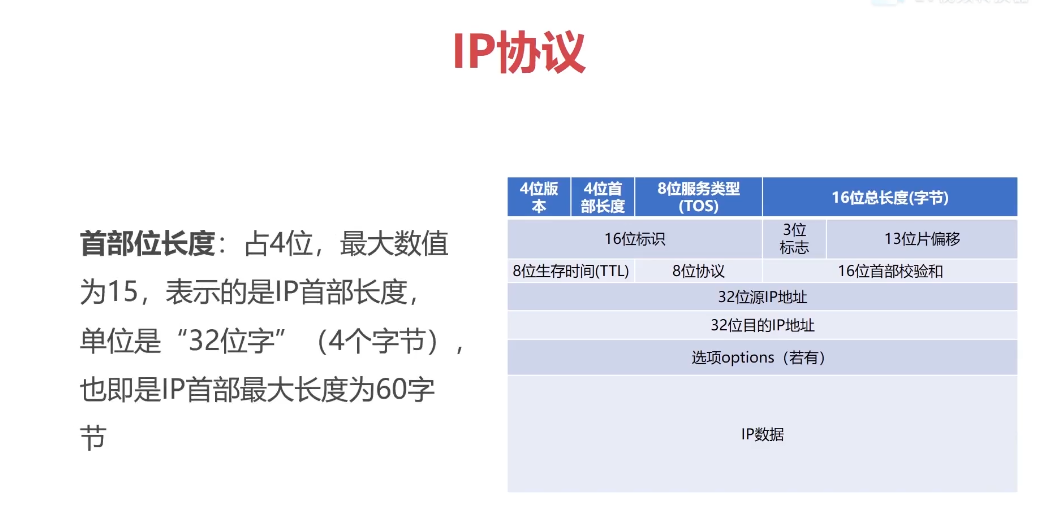 IP协议
首部位长度：占4位，最大数值
为15，表示的是IP首部长度，
单位是“32位字”（4个字节），
也即是IP首部最大长度为60字
节
4位版
本
4位首
部长度
8位服务类型
(TOS)
16位总长度(字节)
16位标识
3位
标志
13位片偏移
8位生存时间(TTL)
8位协议
16位首部校验和
32位源IP地址
32位目的IP地址
选项options（若有）
IP数据